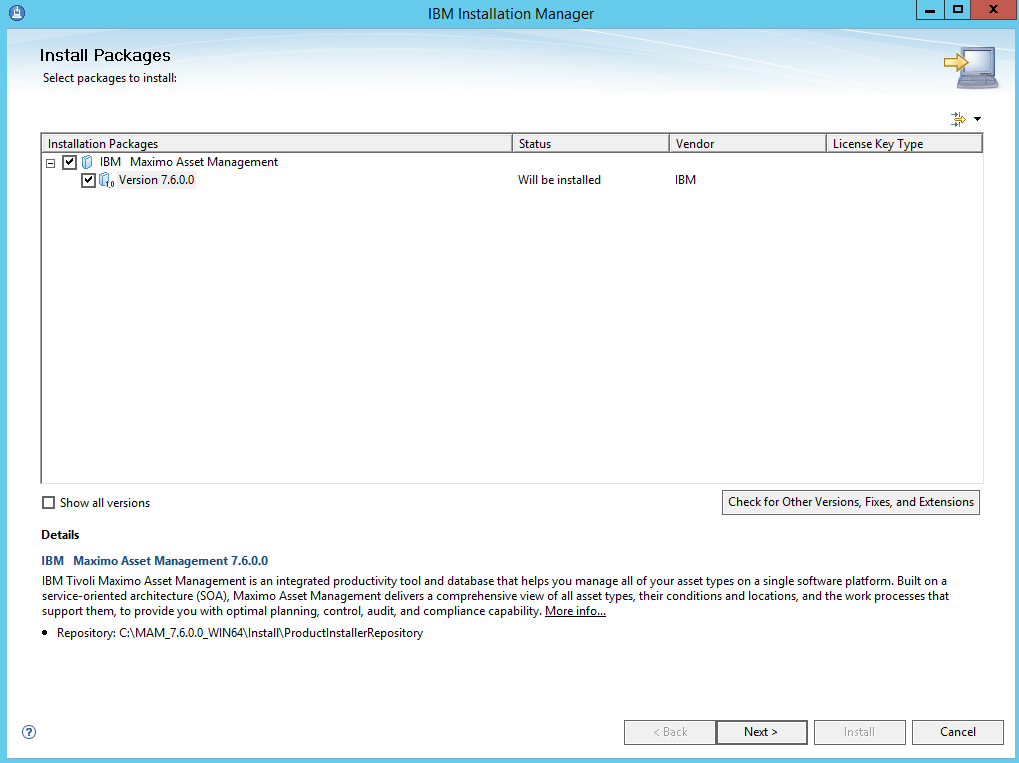 IBM Installation Manager
Install Packages
Select packages to install:
Installation Packages Status Vendor License Key Type
IBM Maximo Asset Management
1.0 Version 7.6.0.0 Will be installed IBM
Show all versions Check for Other Versions, Fixes, and Extensions
Details
IBM Maximo Asset Management 7.6.0.0
IBM Tivoli Maximo Asset Management is an integrated productivity tool and database that helps you manage all of your asset types on a single software platform. Built on a
service-oriented architecture (SOA), Maximo Asset Management delivers a comprehensive view of all asset types, their conditions and locations, and the work processes that
support them, to provide you with optimal planning, control, audit, and compliance capability. More info...
• Repository: C:\MAM_7.6.0.0_WIN64\Install\ProductInstallerRepository
? < Back Next > Install Cancel